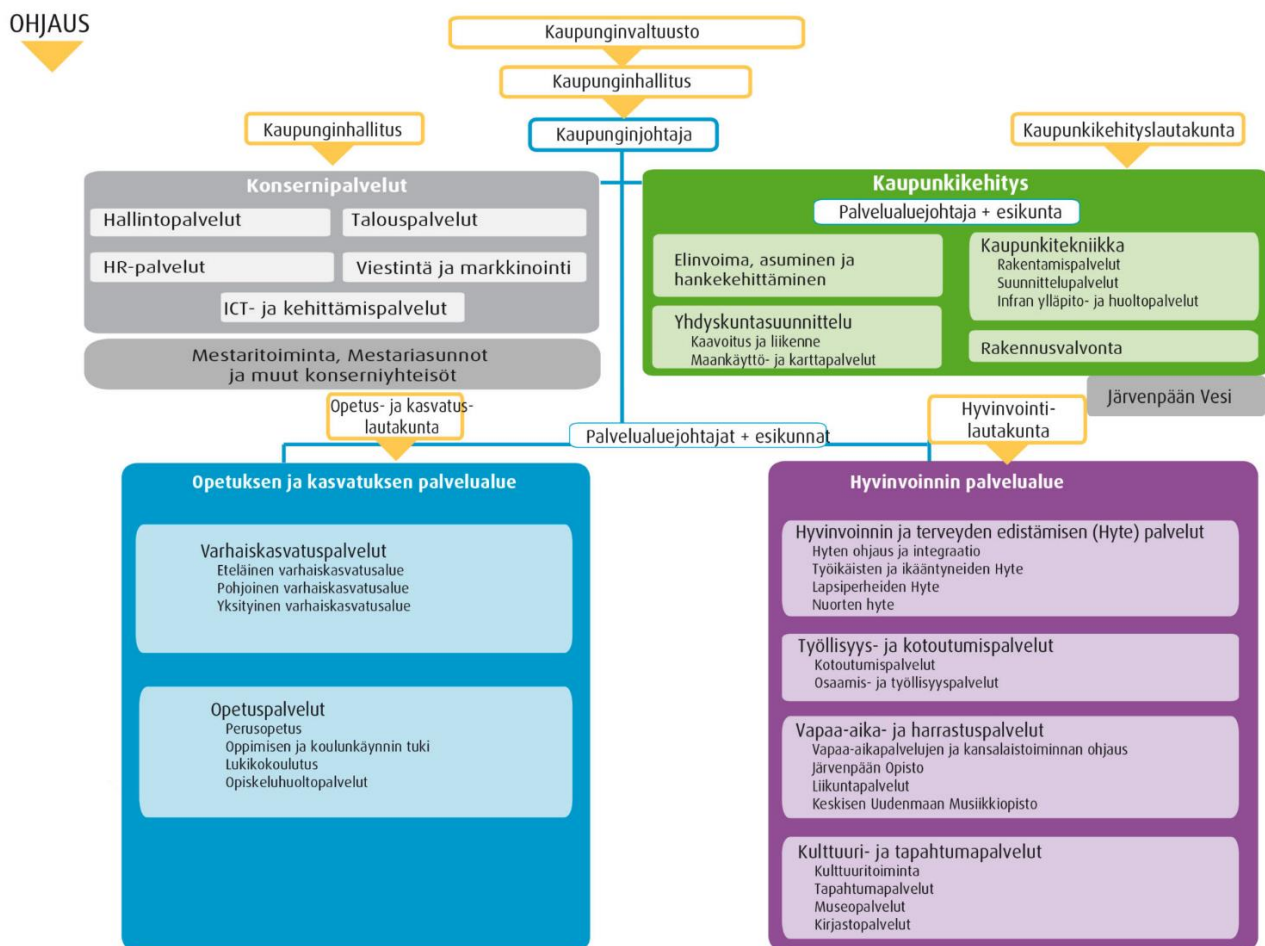 OHJAUS
Kaupunginvaltuusto
Kaupunginhallitus
Kaupunginjohtaja
Kaupunginhallitus
Kaupunkikehityslautakunta
Konsernipalvelut
Hallintopalvelut
Talouspalvelut
HR-palvelut
Viestintä ja markkinointi
ICT- ja kehittämispalvelut
Mestaritoiminta, Mestariasunnot
ja muut konserniyhteisöt
Kaupunkikehitys
Palvelualuejohtaja + esikunta
Elinvoima, asuminen ja
hankekehittäminen
Yhdyskuntasuunnittelu
Kaavoitus ja liikenne
Maankäyttö- ja karttapalvelut
Kaupunkitekniikka
Rakentamispalvelut
Suunnittelupalvelut
Infran ylläpito- ja huoltopalvelut
Rakennusvalvonta
Järvenpään Vesi
Opetus- ja kasvatus-
lautakunta
Palvelualuejohtajat + esikunnat
Hyvinvointi-
lautakunta
Opetuksen ja kasvatuksen palvelualue
Varhaiskasvatuspalvelut
Eteläinen varhaiskasvatusalue
Pohjoinen varhaiskasvatusalue
Yksityinen varhaiskasvatusalue
Opetuspalvelut
Perusopetus
Oppimisen ja koulunkäynnin tuki
Lukikokoulutus
Opiskeluhuoltopalvelut
Hyvinvoinnin palvelualue
Hyvinvoinnin ja terveyden edistämisen (Hyte) palvelut
Hyten ohjaus ja integraatio
Työikäisten ja ikääntyneiden Hyte
Lapsiperheiden Hyte
Nuorten hyte
Työllisyys- ja kotoutumispalvelut
Kotoutumispalvelut
Osaamis- ja työllisyyspalvelut
Vapaa-aika- ja harrastuspalvelut
Vapaa-aikapalvelujen ja kansalaistoiminnan ohjaus
Järvenpään Opisto
Liikuntapalvelut
Keskisen Uudenmaan Musiikkiopisto
Kulttuuri- ja tapahtumapalvelut
Kulttuuritoiminta
Tapahtumapalvelut
Museopalvelut
Kirjastopalvelut